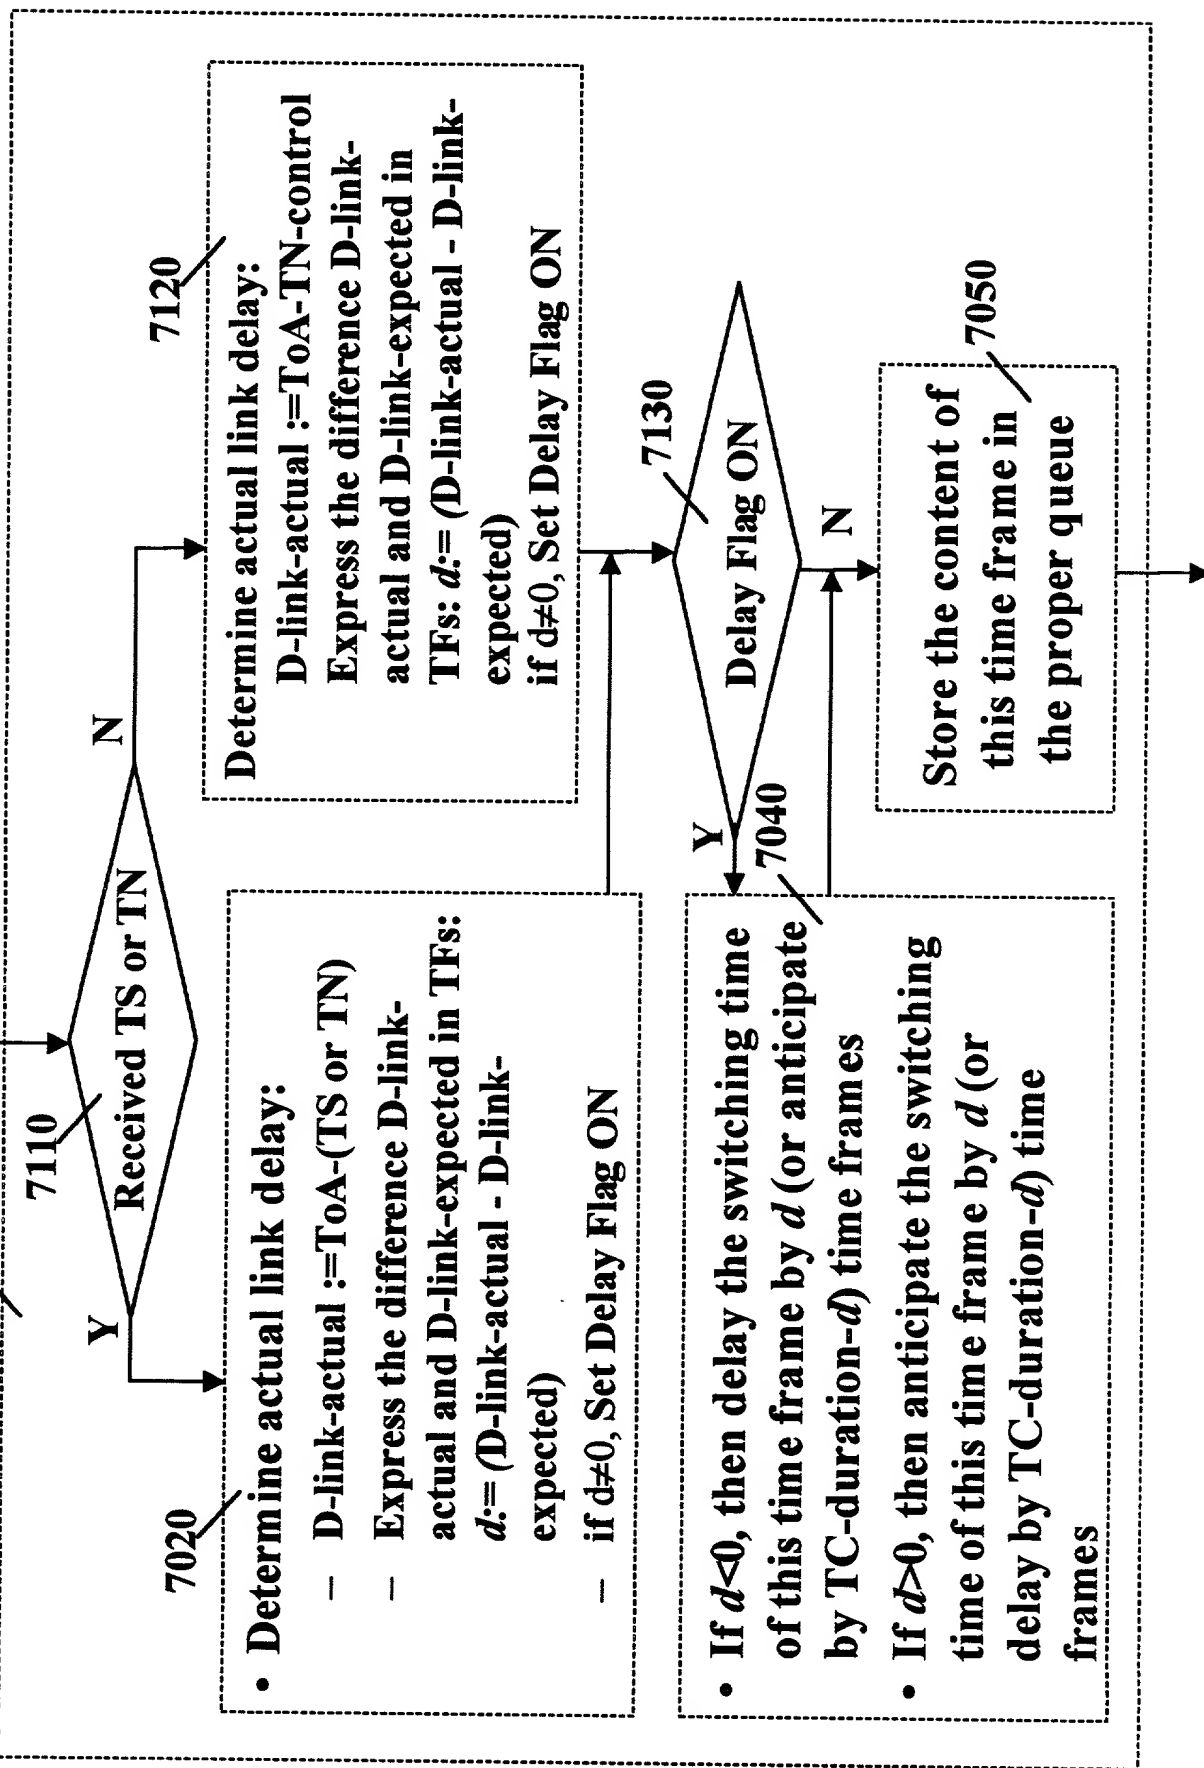 7110
Received TS or TN
Y
N
7020
• Determine actual link delay:
– D-link-actual :=ToA-(TS or TN)
– Express the difference D-link-
actual and D-link-expected in TFs:
d:= (D-link-actual - D-link-
expected)
– if d≠0, Set Delay Flag ON
7120
Determine actual link delay:
D-link-actual :=ToA-TN-control
Express the difference D-link-
actual and D-link-expected in
TFs: d:= (D-link-actual - D-link-
expected)
if d≠0, Set Delay Flag ON
7130
Delay Flag ON
Y
N
7040
• If d<0, then delay the switching time
of this time frame by d (or anticipate
by TC-duration-d) time frames
• If d>0, then anticipate the switching
time of this time frame by d (or
delay by TC-duration-d) time
frames
7050
Store the content of
this time frame in
the proper queue